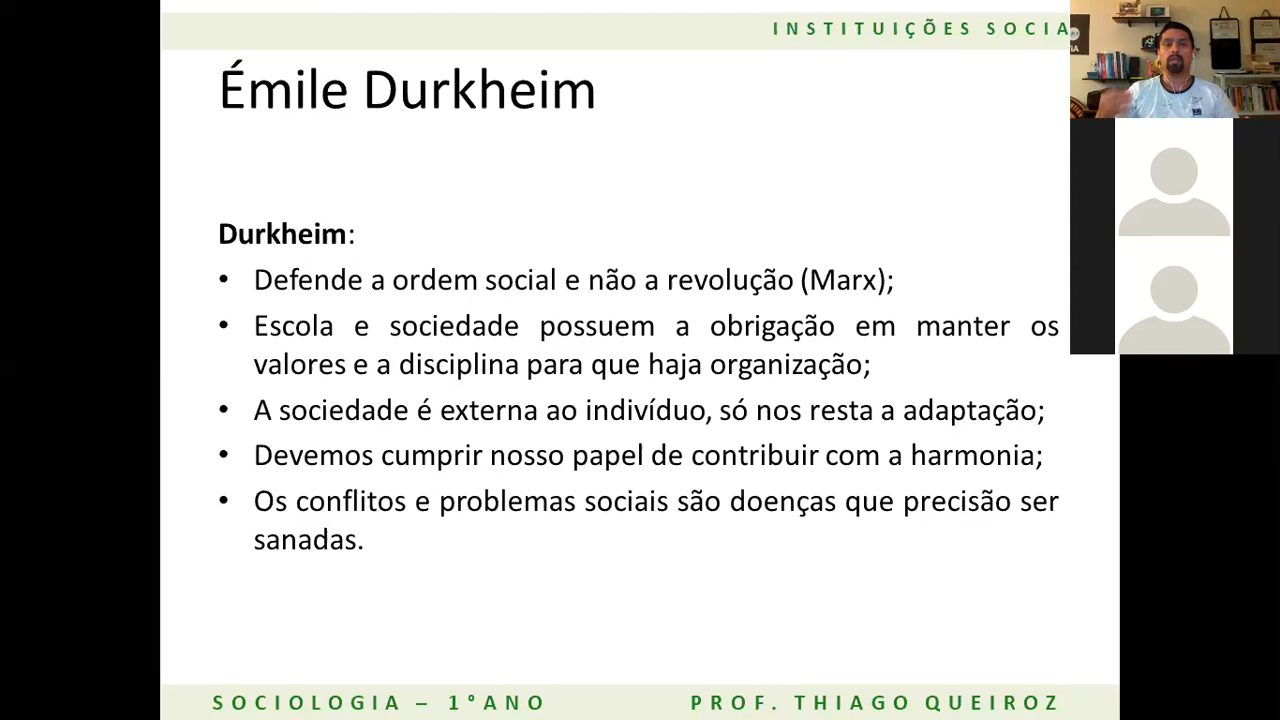 INSTITUIÇÕES SOCIA
Émile Durkheim
Durkheim:
• Defende a ordem social e não a revolução (Marx);
• Escola e sociedade possuem a obrigação em manter os
valores e a disciplina para que haja organização;
• A sociedade é externa ao indivíduo, só nos resta a adaptação;
• Devemos cumprir nosso papel de contribuir com a harmonia;
• Os conflitos e problemas sociais são doenças que precisão ser
sanadas.
SOCIOLOGIA – 1°ANO PROF. THIAGO QUEIROZ